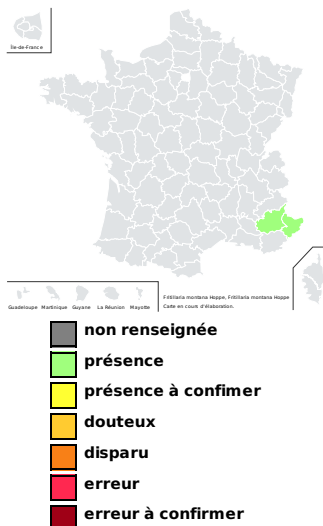 Île-de-France
Guadeloupe Martinique Guyane La Réunion Mayotte
Fritillaria montana Hoppe, Fritillaria montana Hoppe
Carte en cours d'élaboration.
non renseignée
présence
présence à confimer
douteux
disparu
erreur
erreur à confirmer